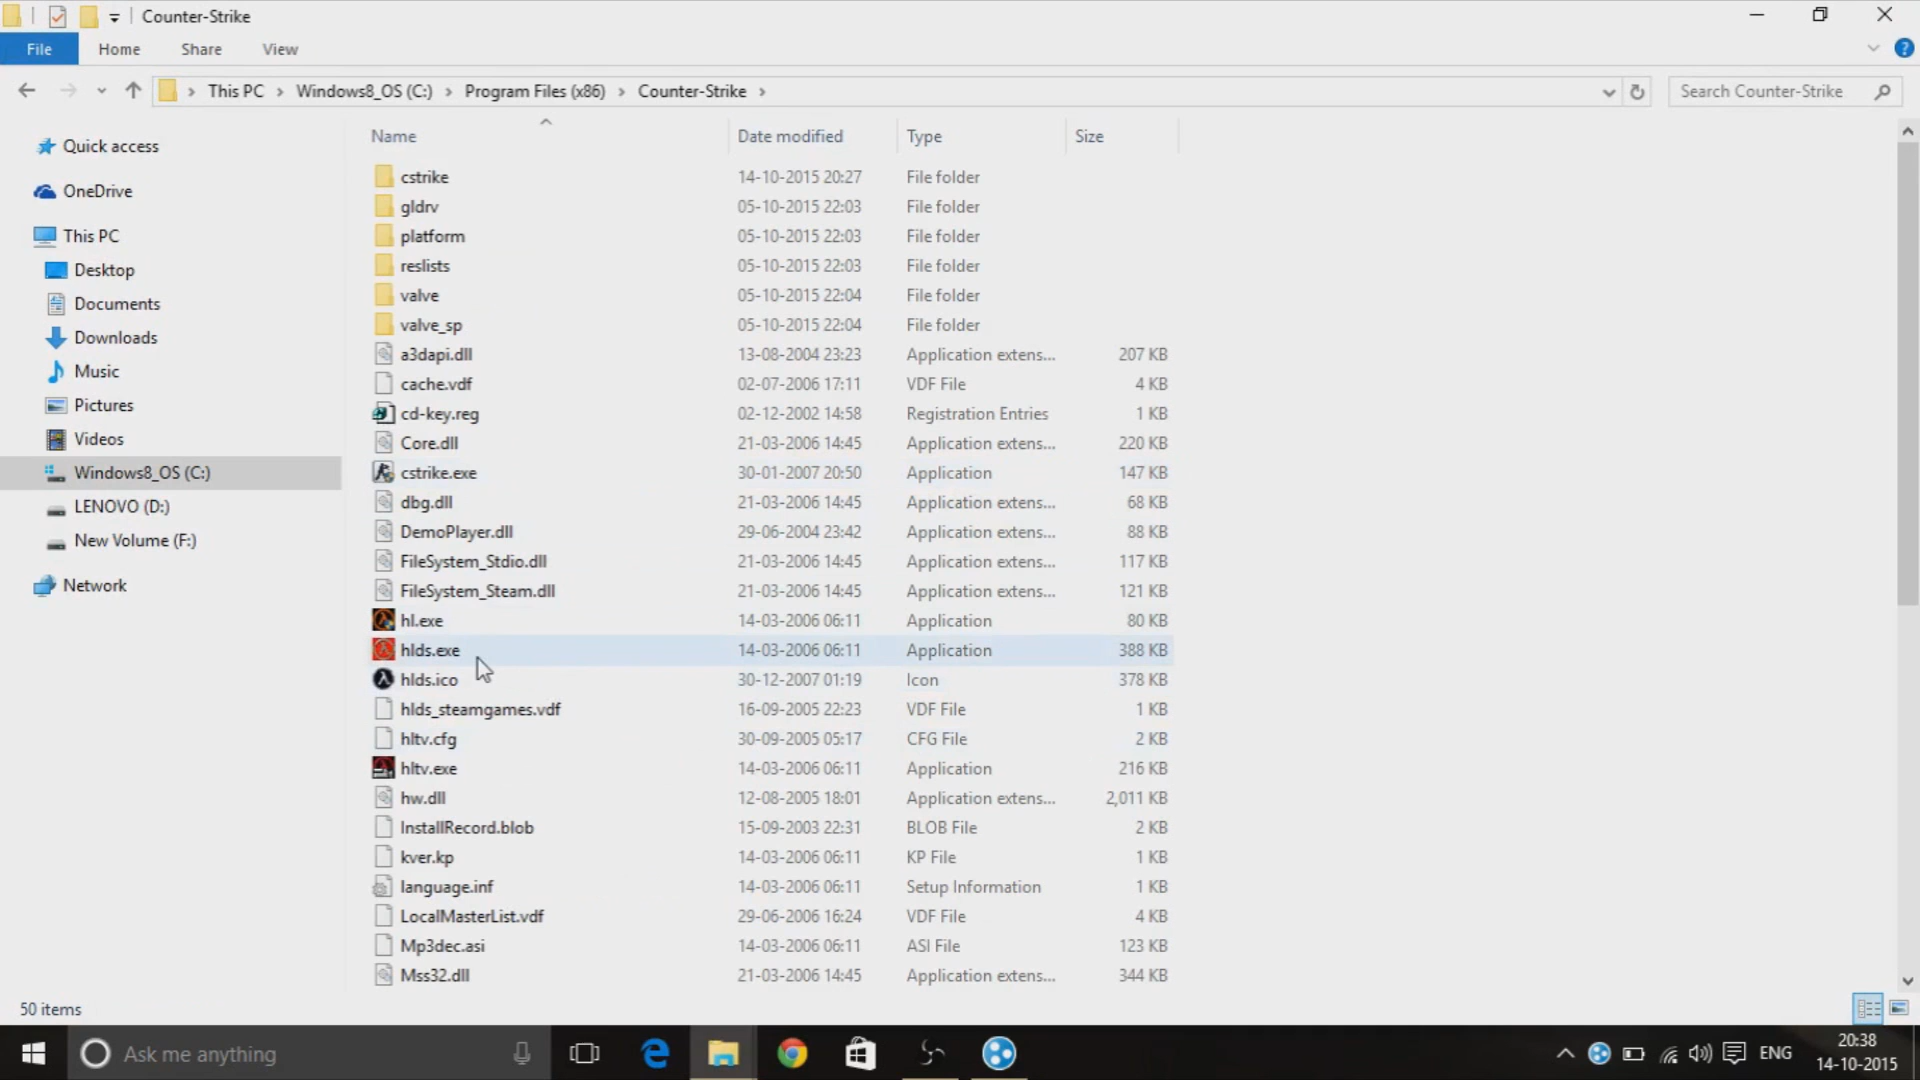 Counter-Strike
File Home Share View
This PC Windows8_OS (C:) Program Files (x86) Counter-Strike
Search Counter-Strike
Quick access
OneDrive
This PC
Desktop
Documents
Downloads
Music
Pictures
Videos
Windows8_OS (C:)
LENOVO (D:)
New Volume (F:)
Network
Name Date modified Type Size
cstrike 14-10-2015 20:27 File folder
gldrv 05-10-2015 22:03 File folder
platform 05-10-2015 22:03 File folder
reslists 05-10-2015 22:03 File folder
valve 05-10-2015 22:04 File folder
valve_sp 05-10-2015 22:04 File folder
a3dapi.dll 13-08-2004 23:23 Application extens... 207 KB
cache.vdf 02-07-2006 17:11 VDF File 4 KB
cd-key.reg 02-12-2002 14:58 Registration Entries 1 KB
Core.dll 21-03-2006 14:45 Application extens... 220 KB
cstrike.exe 30-01-2007 20:50 Application 147 KB
dbg.dll 21-03-2006 14:45 Application extens... 68 KB
DemoPlayer.dll 29-06-2004 23:42 Application extens... 88 KB
FileSystem_Stdio.dll 21-03-2006 14:45 Application extens... 117 KB
FileSystem_Steam.dll 21-03-2006 14:45 Application extens... 121 KB
hl.exe 14-03-2006 06:11 Application 80 KB
hlds.exe 14-03-2006 06:11 Application 388 KB
hlds.ico 30-12-2007 01:19 Icon 378 KB
hlds_steamgames.vdf 16-09-2005 22:23 VDF File 1 KB
hltv.cfg 30-09-2005 05:17 CFG File 2 KB
hltv.exe 14-03-2006 06:11 Application 216 KB
hw.dll 12-08-2005 18:01 Application extens... 2,011 KB
InstallRecord.blob 15-09-2003 22:31 BLOB File 2 KB
kver.kp 14-03-2006 06:11 KP File 1 KB
language.inf 14-03-2006 06:11 Setup Information 1 KB
LocalMasterList.vdf 29-06-2006 16:24 VDF File 4 KB
Mp3dec.asi 14-03-2006 06:11 ASI File 123 KB
Mss32.dll 21-03-2006 14:45 Application extens... 344 KB
50 items
Ask me anything
ENG
20:38
14-10-2015